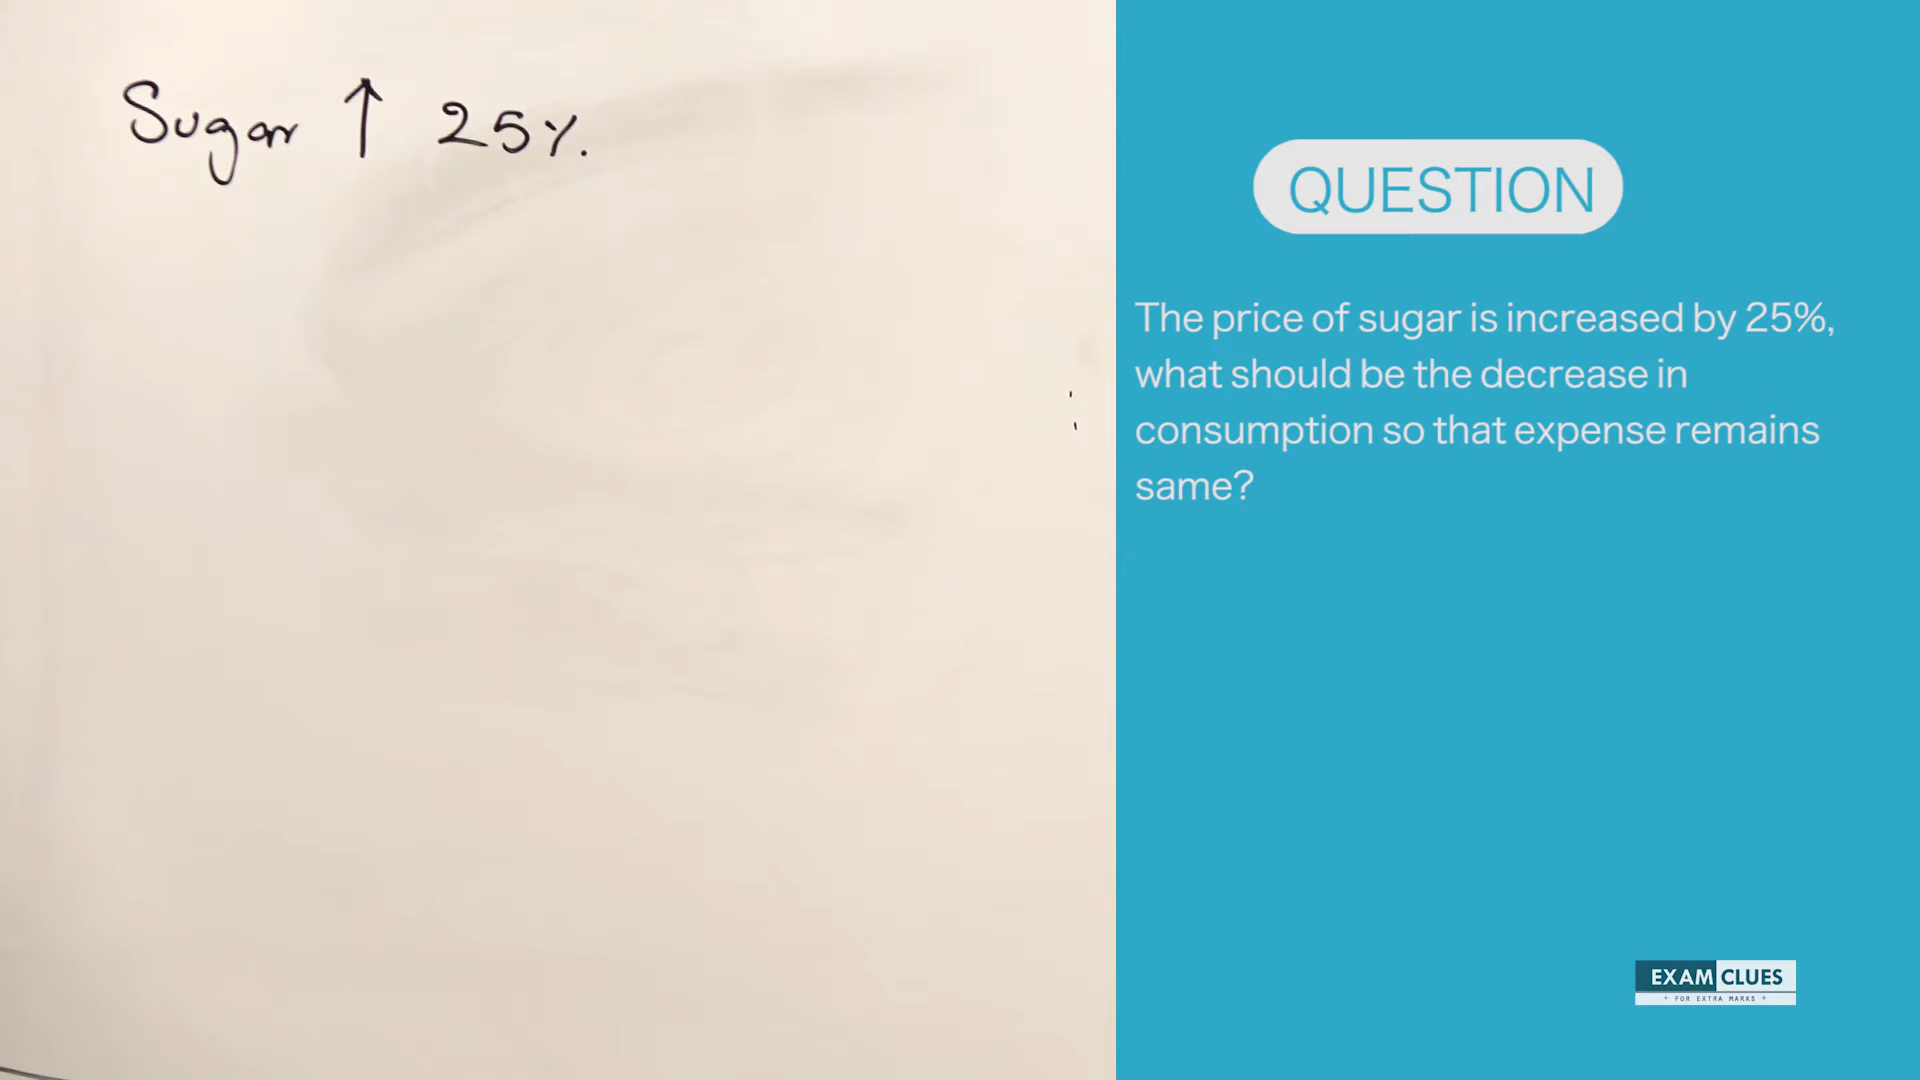 Sugar ↑ 25%.
QUESTION
The price of sugar is increased by 25%,
what should be the decrease in
consumption so that expense remains
same?
EXAM CLUES
+ FOR EXTRA MARKS +